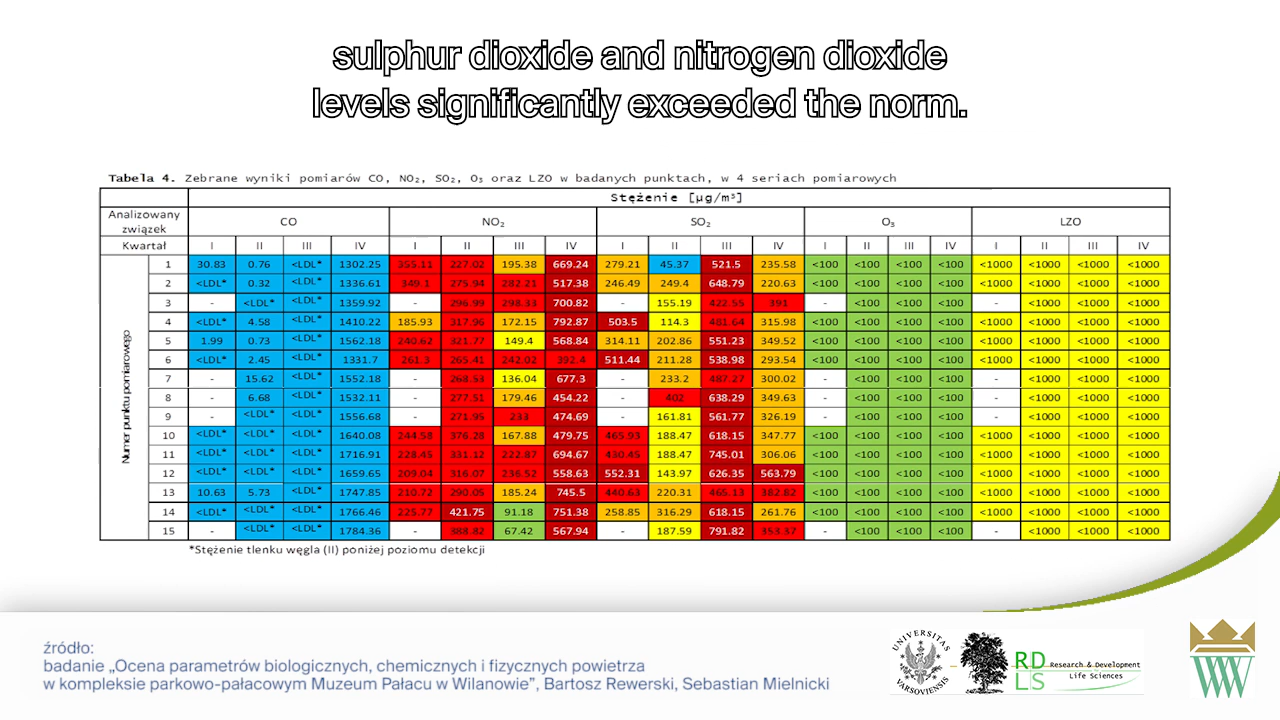 sulphur dioxide and nitrogen dioxide
levels significantly exceeded the norm.
Tabela 4. Zebrane wyniki pomiarów CO, NO₂, SO₂, O₃ oraz LZO w badanych punktach, w 4 seriach pomiarowych
Stężenie [µg/m³]
Analizowany związek CO NO₂ SO₂ O₃ LZO
Kwartał I II III IV I II III IV I II III IV I II III IV I II III IV
Numer punktu pomiarowego
1 30.83 0.76 <LDL* 1302.25 355.11 227.02 195.38 669.24 279.21 45.37 521.5 235.58 <100 <100 <100 <100 <1000 <1000 <1000 <1000
2 <LDL* 0.32 <LDL* 1336.61 349.1 275.94 282.21 517.38 246.49 249.4 648.79 220.63 <100 <100 <100 <100 <1000 <1000 <1000 <1000
3 - <LDL* <LDL* 1359.92 - 296.99 298.33 700.82 - 155.19 422.55 391 - <100 <100 <100 - <1000 <1000 <1000
4 <LDL* 4.58 <LDL* 1410.22 185.93 317.96 172.15 792.87 503.5 114.3 481.64 315.98 <100 <100 <100 <100 <1000 <1000 <1000 <1000
5 1.99 0.73 <LDL* 1562.18 240.62 321.77 149.4 568.84 314.11 202.86 551.23 349.52 <100 <100 <100 <100 <1000 <1000 <1000 <1000
6 <LDL* 2.45 <LDL* 1331.7 261.3 265.41 242.02 392.4 511.44 211.28 538.98 293.54 <100 <100 <100 <100 <1000 <1000 <1000 <1000
7 - 15.62 <LDL* 1552.18 - 268.53 136.04 677.3 - 233.2 487.27 300.02 - <100 <100 <100 - <1000 <1000 <1000
8 - 6.68 <LDL* 1532.11 - 277.51 179.46 454.22 - 402 638.29 349.63 - <100 <100 <100 - <1000 <1000 <1000
9 - <LDL* <LDL* 1556.68 - 271.95 233 474.69 - 161.81 561.77 326.19 - <100 <100 <100 - <1000 <1000 <1000
10 <LDL* <LDL* <LDL* 1640.08 244.58 376.28 167.88 479.75 465.93 188.47 618.15 347.77 <100 <100 <100 <100 <1000 <1000 <1000 <1000
11 <LDL* <LDL* <LDL* 1716.91 228.45 331.12 222.87 694.67 430.45 188.47 745.01 306.06 <100 <100 <100 <100 <1000 <1000 <1000 <1000
12 <LDL* <LDL* <LDL* 1659.65 209.04 316.07 236.52 558.63 552.31 143.97 626.35 563.79 <100 <100 <100 <100 <1000 <1000 <1000 <1000
13 10.63 5.73 <LDL* 1747.85 210.72 290.05 185.24 745.5 440.63 220.31 465.13 382.82 <100 <100 <100 <100 <1000 <1000 <1000 <1000
14 <LDL* <LDL* <LDL* 1766.46 225.77 421.75 91.18 751.38 258.85 316.29 618.15 261.76 <100 <100 <100 <100 <1000 <1000 <1000 <1000
15 - <LDL* <LDL* 1784.36 - 388.82 67.42 567.94 - 187.59 791.82 353.37 - <100 <100 <100 - <1000 <1000 <1000
*Stężenie tlenku węgla (II) poniżej poziomu detekcji
źródło:
badanie „Ocena parametrów biologicznych, chemicznych i fizycznych powietrza
w kompleksie parkowo-pałacowym Muzeum Pałacu w Wilanowie”, Bartosz Rewerski, Sebastian Mielnicki
UNIVERSITAS
VARSOVIENSIS
RD Research & Development
LS Life Sciences
W